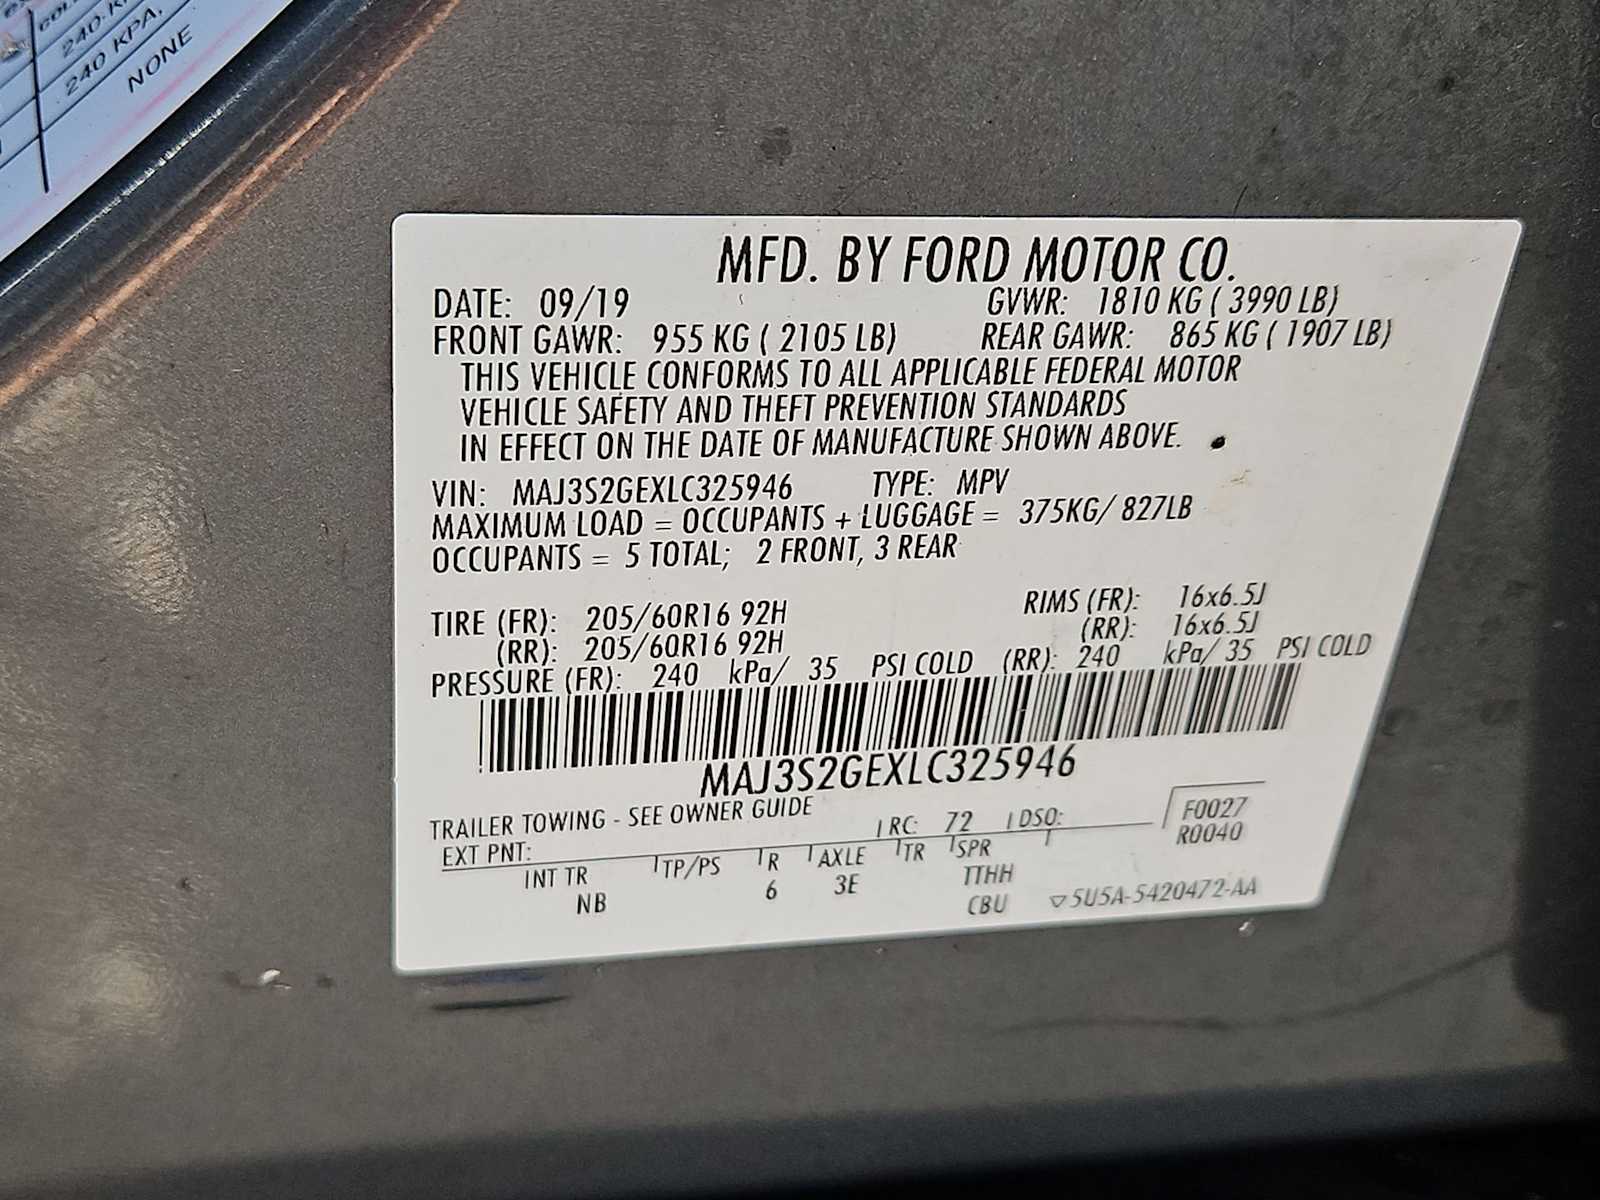 240 KPA,
NONE
MFD. BY FORD MOTOR CO.
DATE: 09/19 GVWR: 1810 KG ( 3990 LB)
FRONT GAWR: 955 KG ( 2105 LB) REAR GAWR: 865 KG ( 1907 LB)
THIS VEHICLE CONFORMS TO ALL APPLICABLE FEDERAL MOTOR
VEHICLE SAFETY AND THEFT PREVENTION STANDARDS
IN EFFECT ON THE DATE OF MANUFACTURE SHOWN ABOVE.
VIN: MAJ3S2GEXLC325946 TYPE: MPV
MAXIMUM LOAD = OCCUPANTS + LUGGAGE = 375KG/ 827LB
OCCUPANTS = 5 TOTAL; 2 FRONT, 3 REAR
TIRE (FR): 205/60R16 92H RIMS (FR): 16x6.5J
(RR): 205/60R16 92H (RR): 16x6.5J
PRESSURE (FR): 240 kPa/ 35 PSI COLD (RR): 240 kPa/ 35 PSI COLD
MAJ3S2GEXLC325946
TRAILER TOWING - SEE OWNER GUIDE
EXT PNT: RC: 72 DSO: F0027
R0040
INT TR TP/PS R AXLE TR SPR
NB 6 3E TTHH
CBU ▽5U5A-5420472-AA